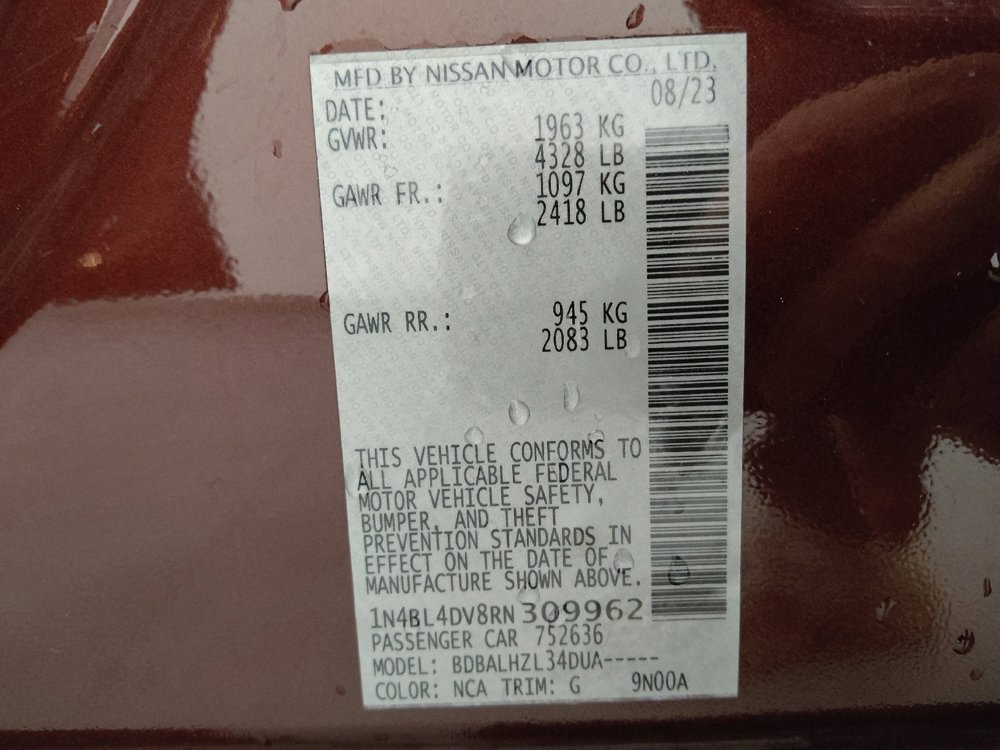 MFD BY NISSAN MOTOR CO., LTD.
DATE: 08/23
GVWR: 1963 KG
4328 LB
GAWR FR.: 1097 KG
2418 LB
GAWR RR.: 945 KG
2083 LB
THIS VEHICLE CONFORMS TO
ALL APPLICABLE FEDERAL
MOTOR VEHICLE SAFETY,
BUMPER, AND THEFT
PREVENTION STANDARDS IN
EFFECT ON THE DATE OF
MANUFACTURE SHOWN ABOVE.
1N4BL4DV8RN309962
PASSENGER CAR 752636
MODEL: BDBALHZL34DUA-----
COLOR: NCA TRIM: G 9N00A